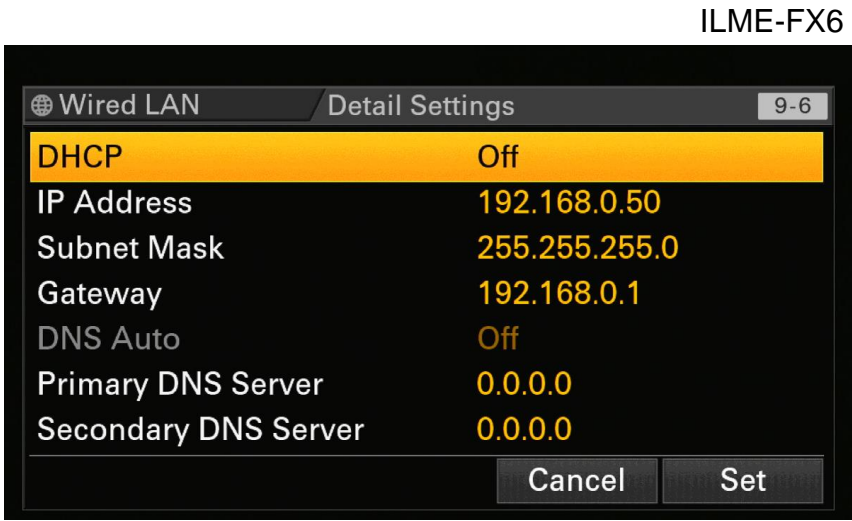 ILME-FX6
Wired LAN Detail Settings 9-6
DHCP Off
IP Address 192.168.0.50
Subnet Mask 255.255.255.0
Gateway 192.168.0.1
DNS Auto Off
Primary DNS Server 0.0.0.0
Secondary DNS Server 0.0.0.0
Cancel Set